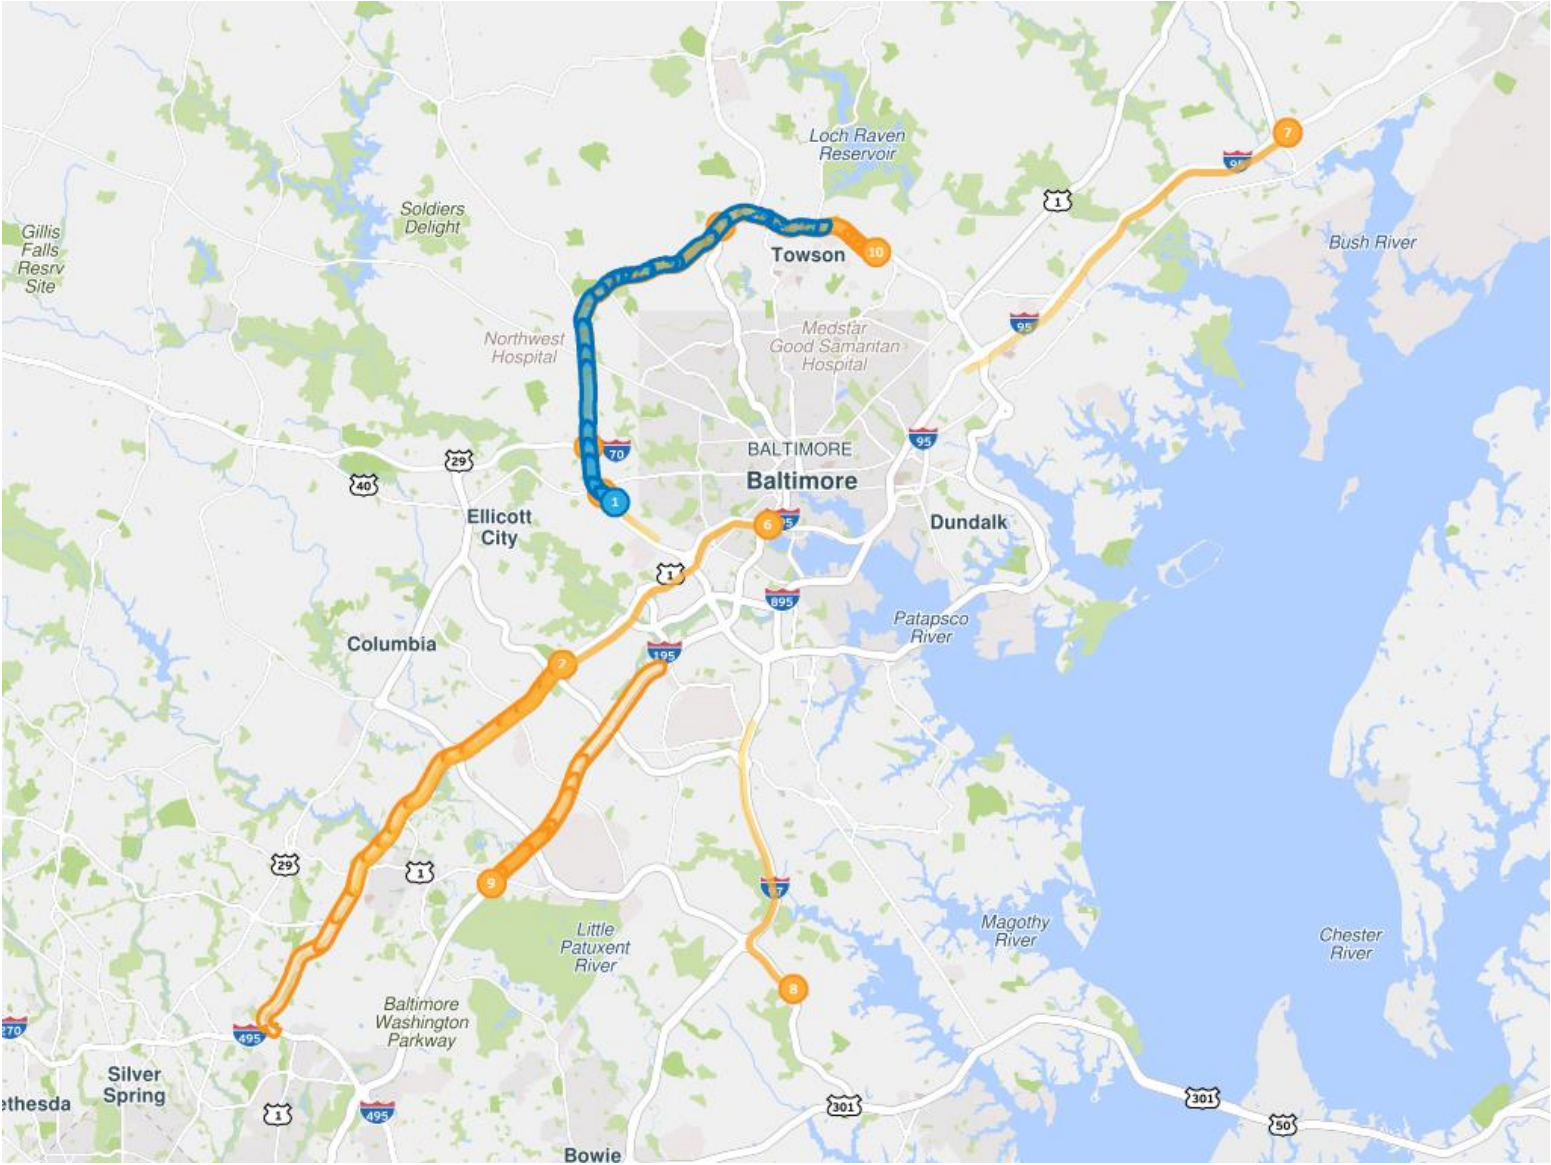 Loch Raven
Reservoir
7
95
1
Soldiers
Delight
Gillis
Falls
Resrv
Site
Bush River
Towson
10
Northwest
Hospital
Medstar
Good Samaritan
Hospital
95
29
70
40
BALTIMORE
Baltimore
95
1
Ellicott
City
6
Dundalk
1
895
Patapsco
River
Columbia
195
29
1
9
Little
Patuxent
River
Magothy
River
Chester
River
8
Baltimore
Washington
Parkway
270
495
Silver
Spring
ethesda
1
495
301
301
50
Bowie